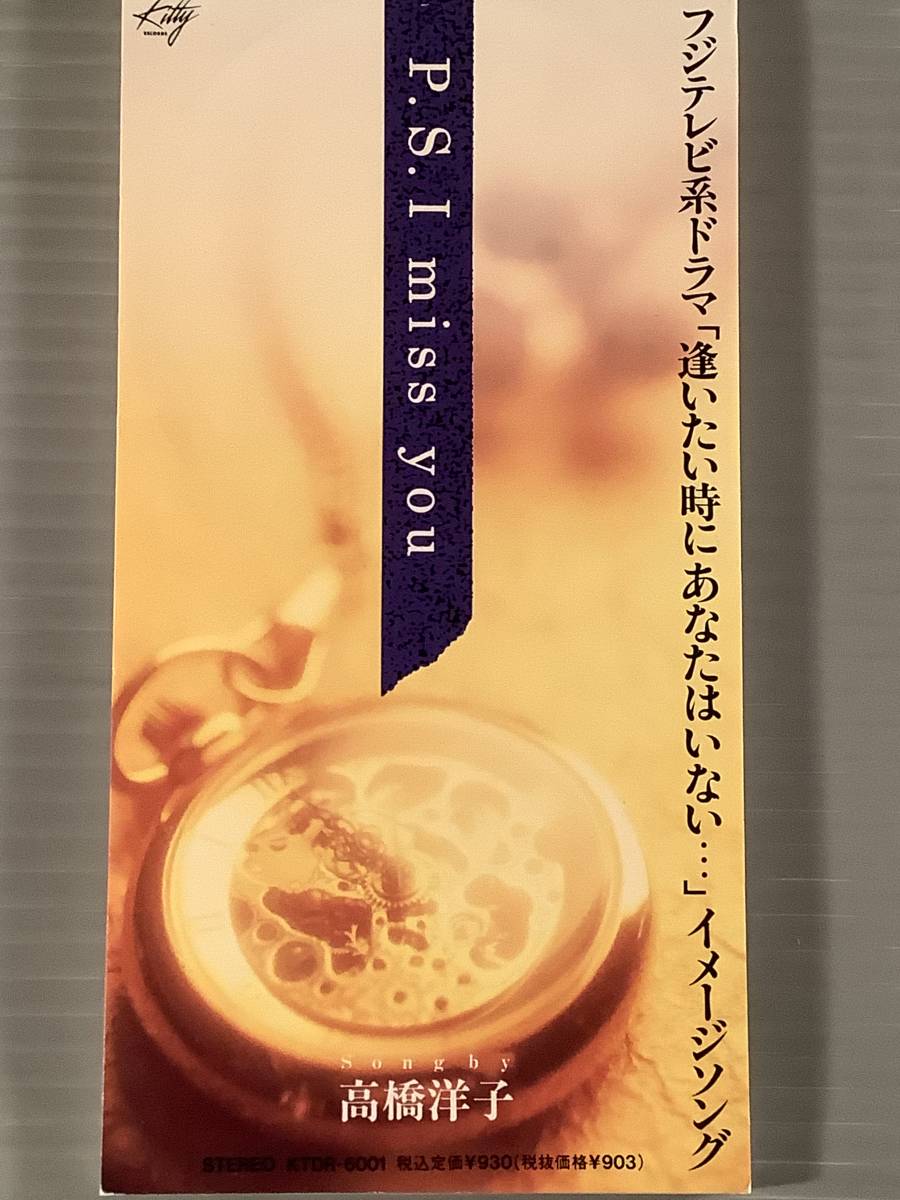 Kitty
RECORDS
P.S. I miss you
フジテレビ系ドラマ「逢いたい時にあなたはいない…」イメージソング
Song by
高橋洋子
STEREO KTDR-6001 税込定価¥930(税抜価格¥903)